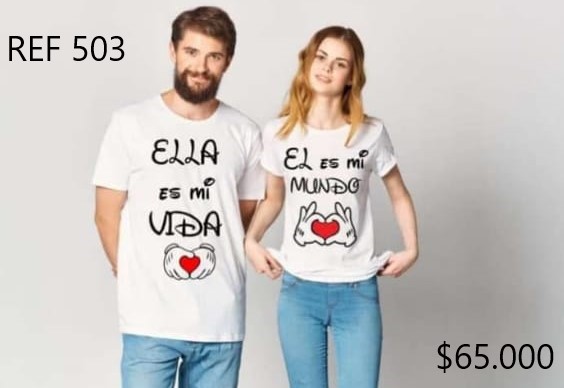 REF 503
ELLA
ES mi
VIDA
EL ES mi
MUNDO
$65.000